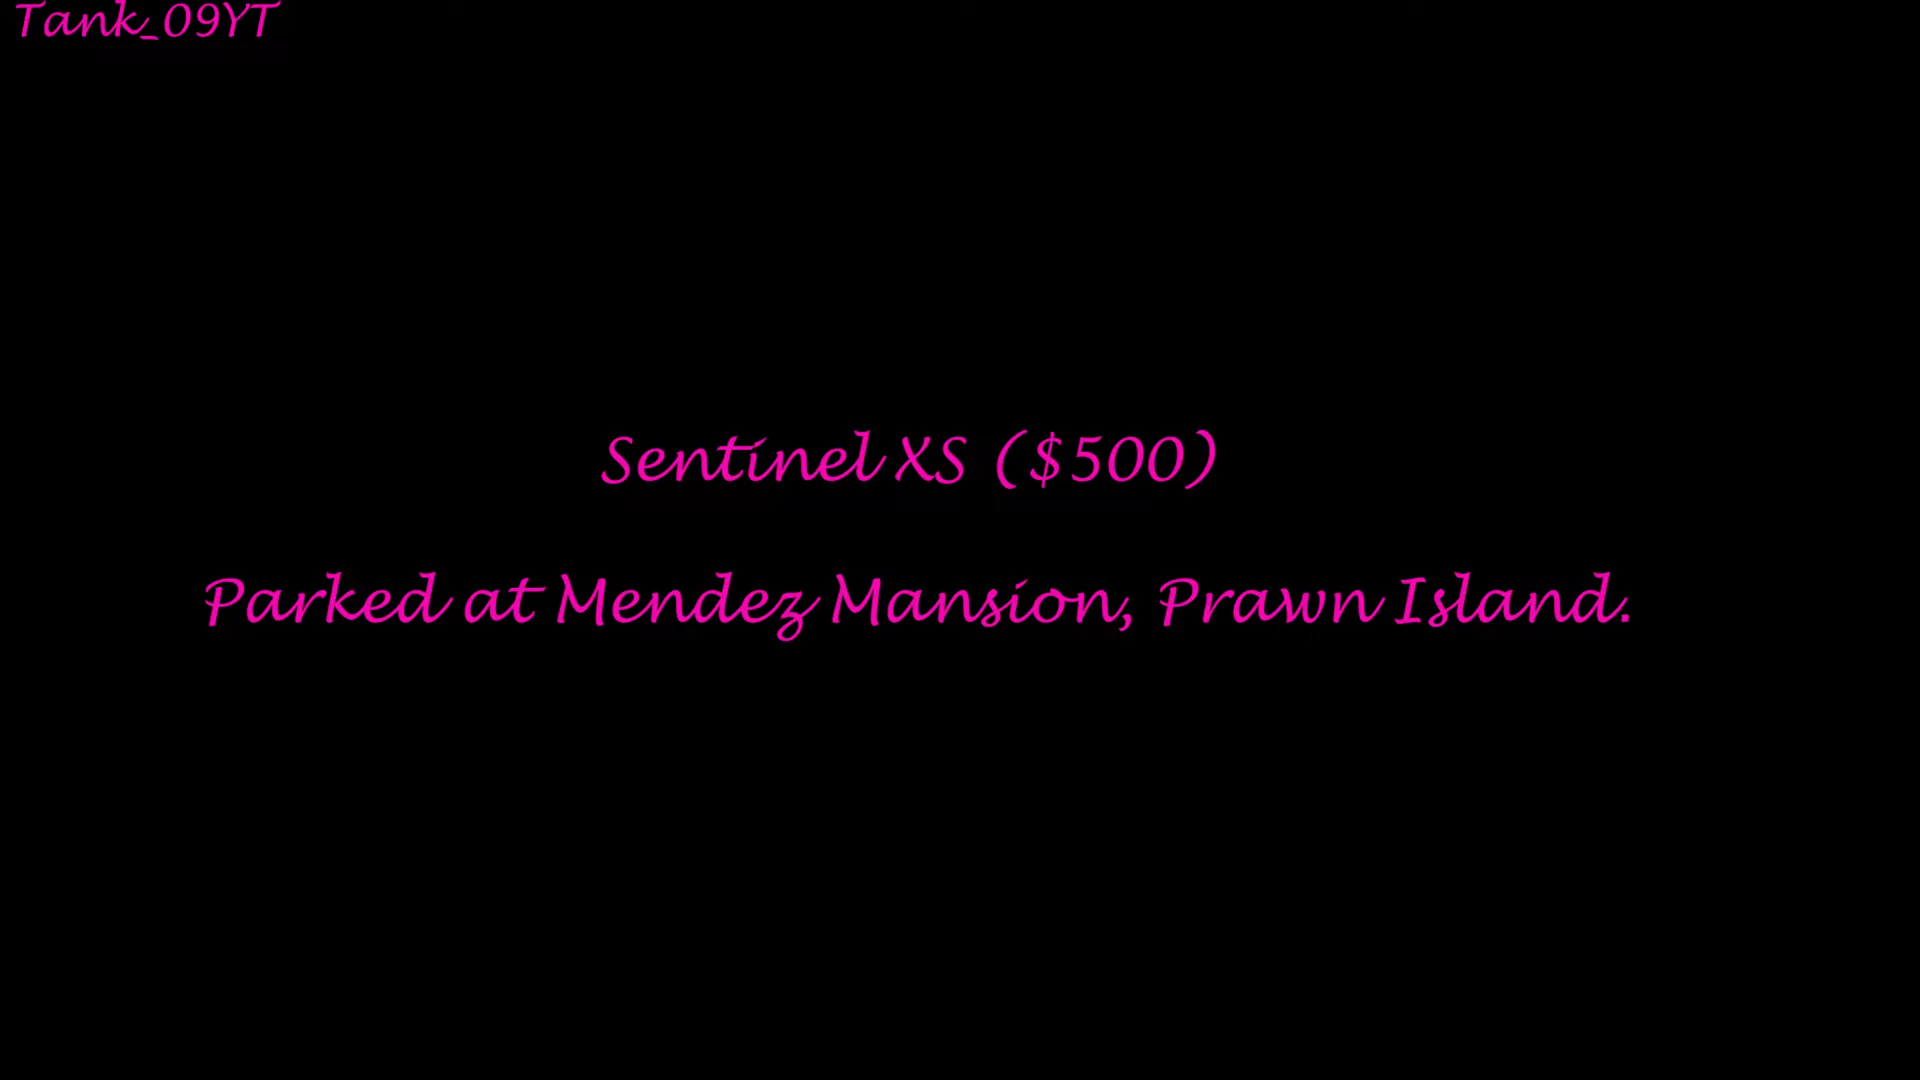 Tank_09YT
Sentinel XS ($500)
Parked at Mendez Mansion, Prawn Island.